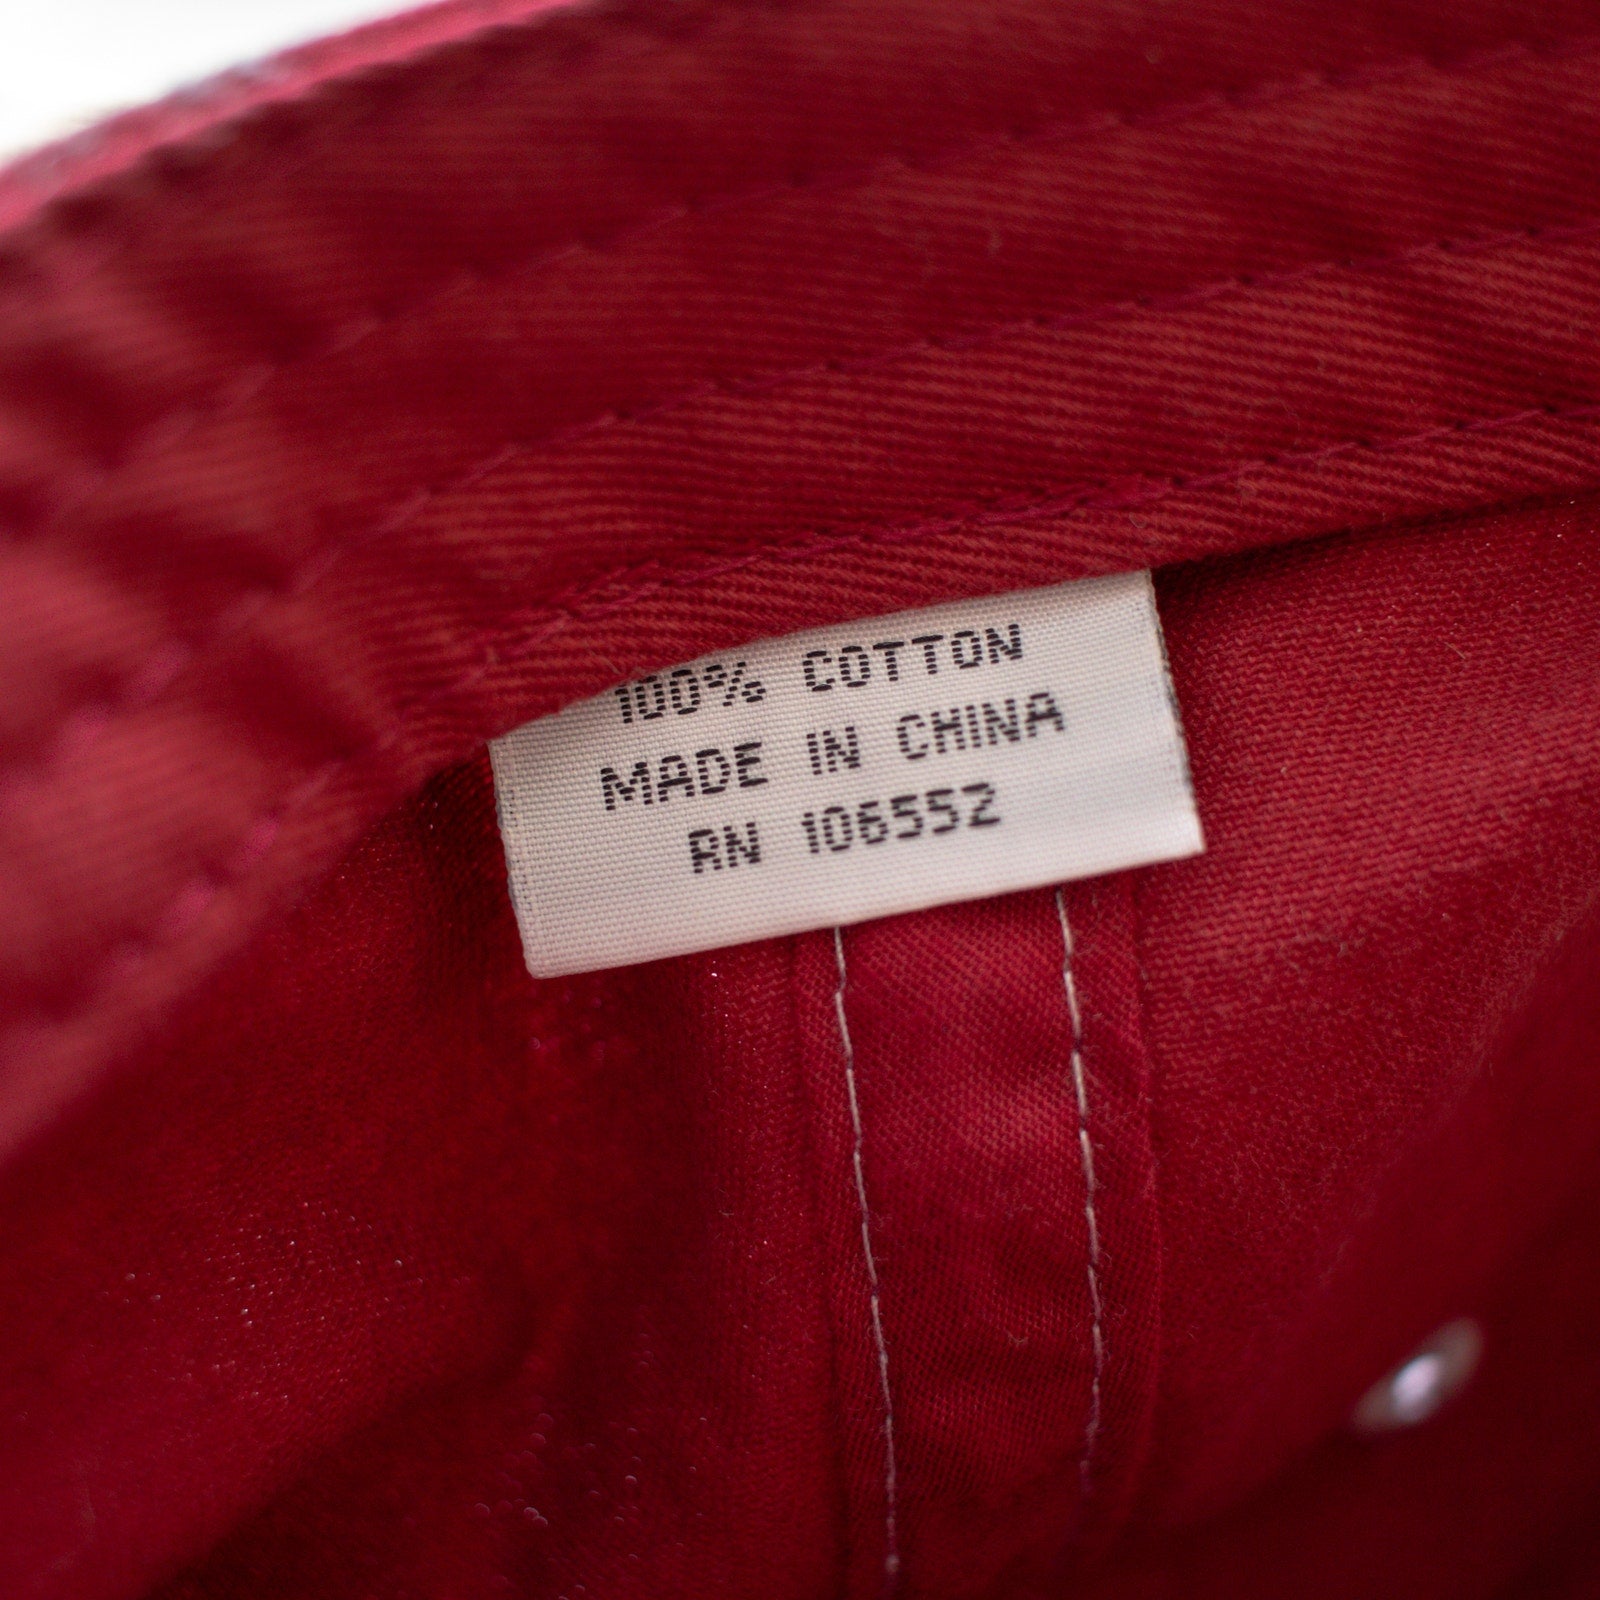 100% COTTON
MADE IN CHINA
RN 106552